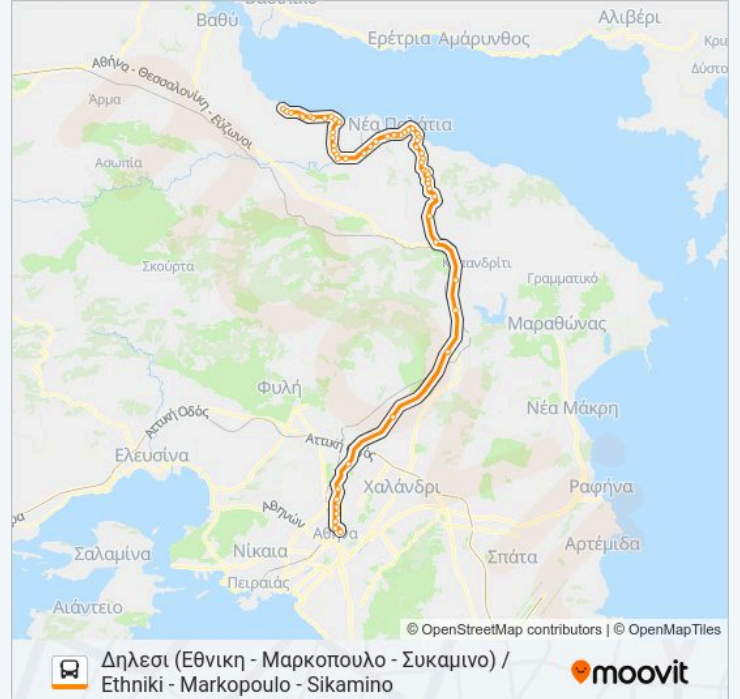 Βαθύ
Αλιβέρι
Ερέτρια Αμάρυνθος
Αθήνα - Θεσσαλονίκη - Εύζωνοι
Άρμα
Νέα Παλάτια
Ασωπία
Σκούρτα
Γραμματικό
Μαραθώνας
Φυλή
Νέα Μάκρη
Αττική Οδός
Αττική Οδός
Ελευσίνα
Χαλάνδρι
Ραφήνα
Αθηνών
Αθήνα
Αρτέμιδα
Νίκαια
Σπάτα
Σαλαμίνα
Πειραιάς
Αιάντειο
© OpenStreetMap contributors | © OpenMapTiles
Δηλεσι (Εθνικη - Μαρκοπουλο - Συκαμινο) /
Ethniki - Markopoulo - Sikamino
moovit